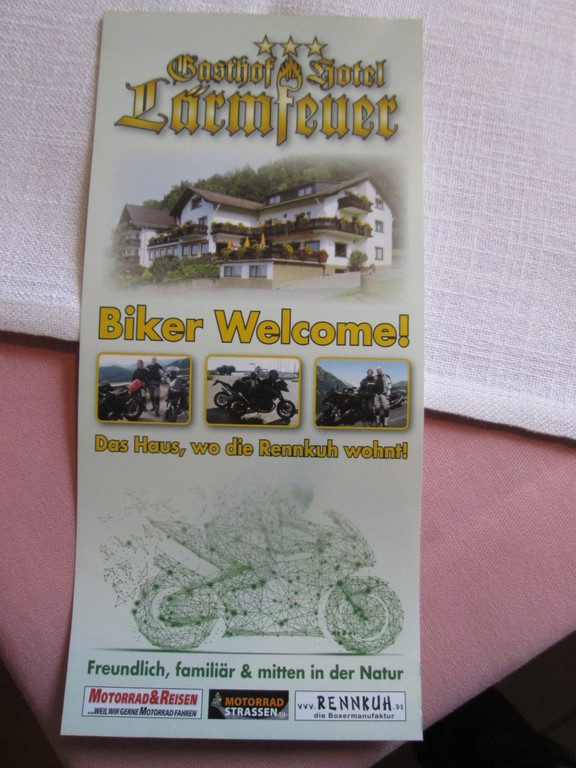 Gasthof Hotel
Lärmfeuer
Biker Welcome!
Das Haus, wo die Rennkuh wohnt!
Freundlich, familiär & mitten in der Natur
MOTORRAD&REISEN
...WEIL WIR GERNE MOTORRAD FAHREN
MOTORRAD
STRASSEN
www.RENNKUH.DE
die Boxermanufaktur